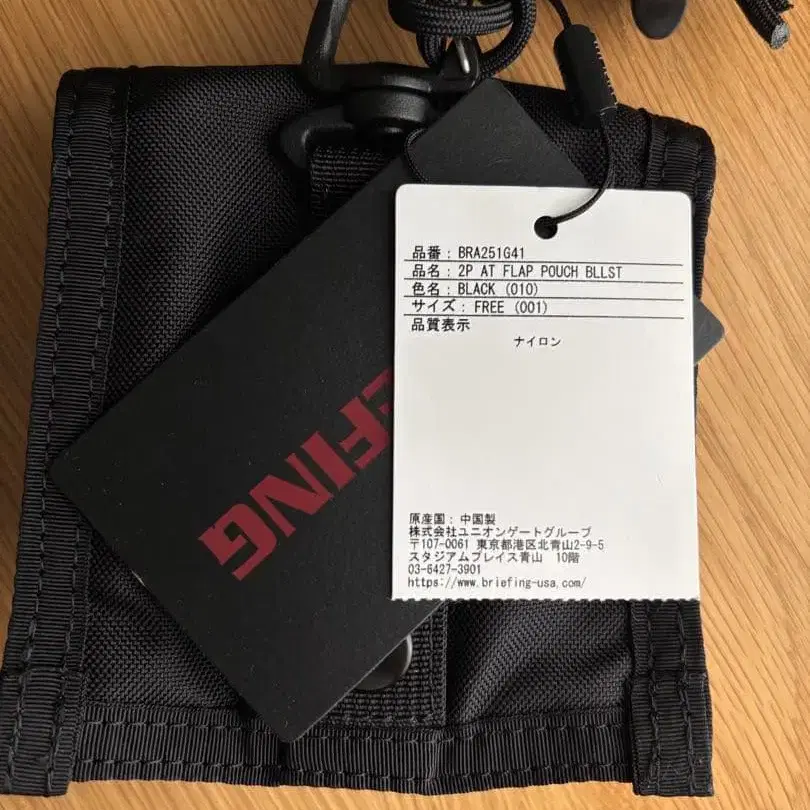 品番：BRA251G41
品名：2P AT FLAP POUCH BLLST
色名：BLACK (010)
サイズ：FREE (001)
品質表示
ナイロン
原産国：中国製
株式会社ユニオンゲートグループ
〒107-0061 東京都港区北青山2-9-5
スタジアムプレイス青山 10階
03-6427-3901
https://www.briefing-usa.com/
EFING